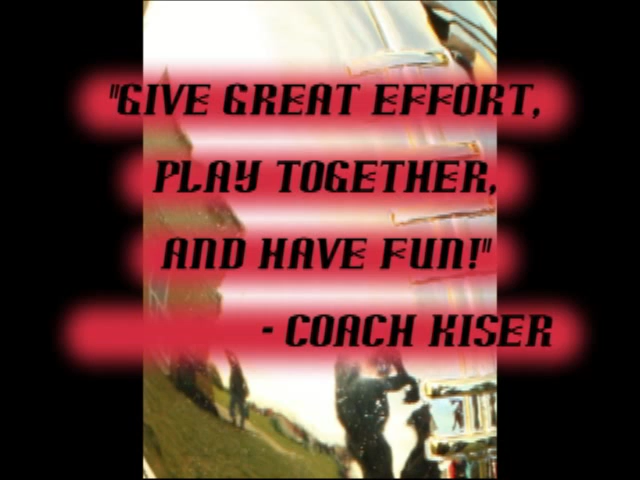 "GIVE GREAT EFFORT,
PLAY TOGETHER,
AND HAVE FUN!"
- COACH KISER